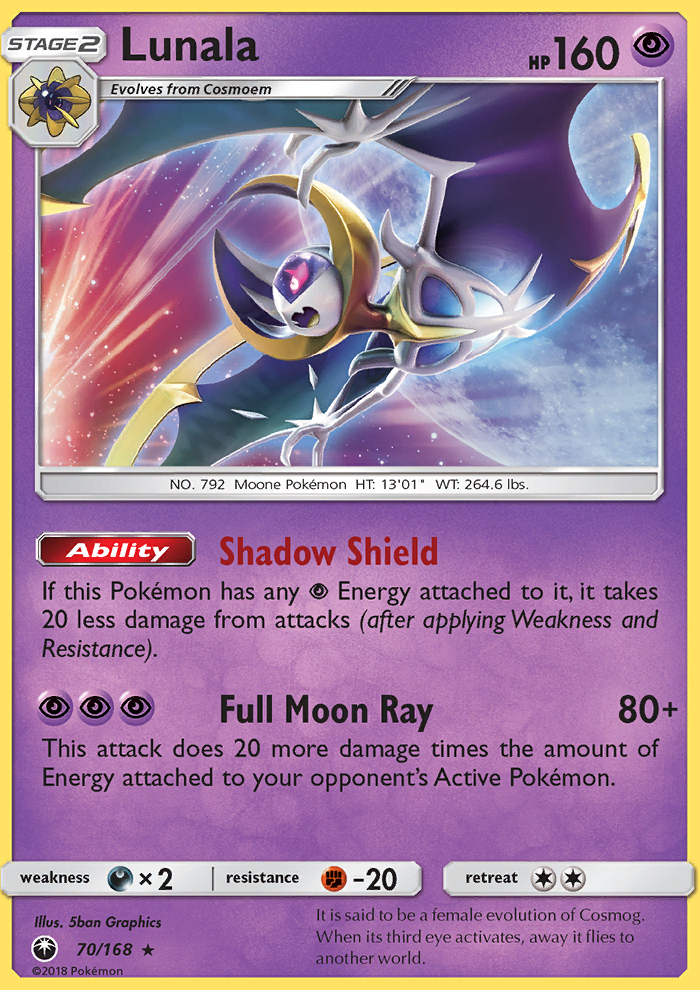 STAGE2 Lunala HP160
Evolves from Cosmoem
NO. 792 Moone Pokémon HT: 13'01" WT: 264.6 lbs.
Ability Shadow Shield
If this Pokémon has any Energy attached to it, it takes
20 less damage from attacks (after applying Weakness and
Resistance).
Full Moon Ray 80+
This attack does 20 more damage times the amount of
Energy attached to your opponent's Active Pokémon.
weakness ×2 resistance -20 retreat
Illus. 5ban Graphics
70/168 ★
©2018 Pokémon
It is said to be a female evolution of Cosmog.
When its third eye activates, away it flies to
another world.